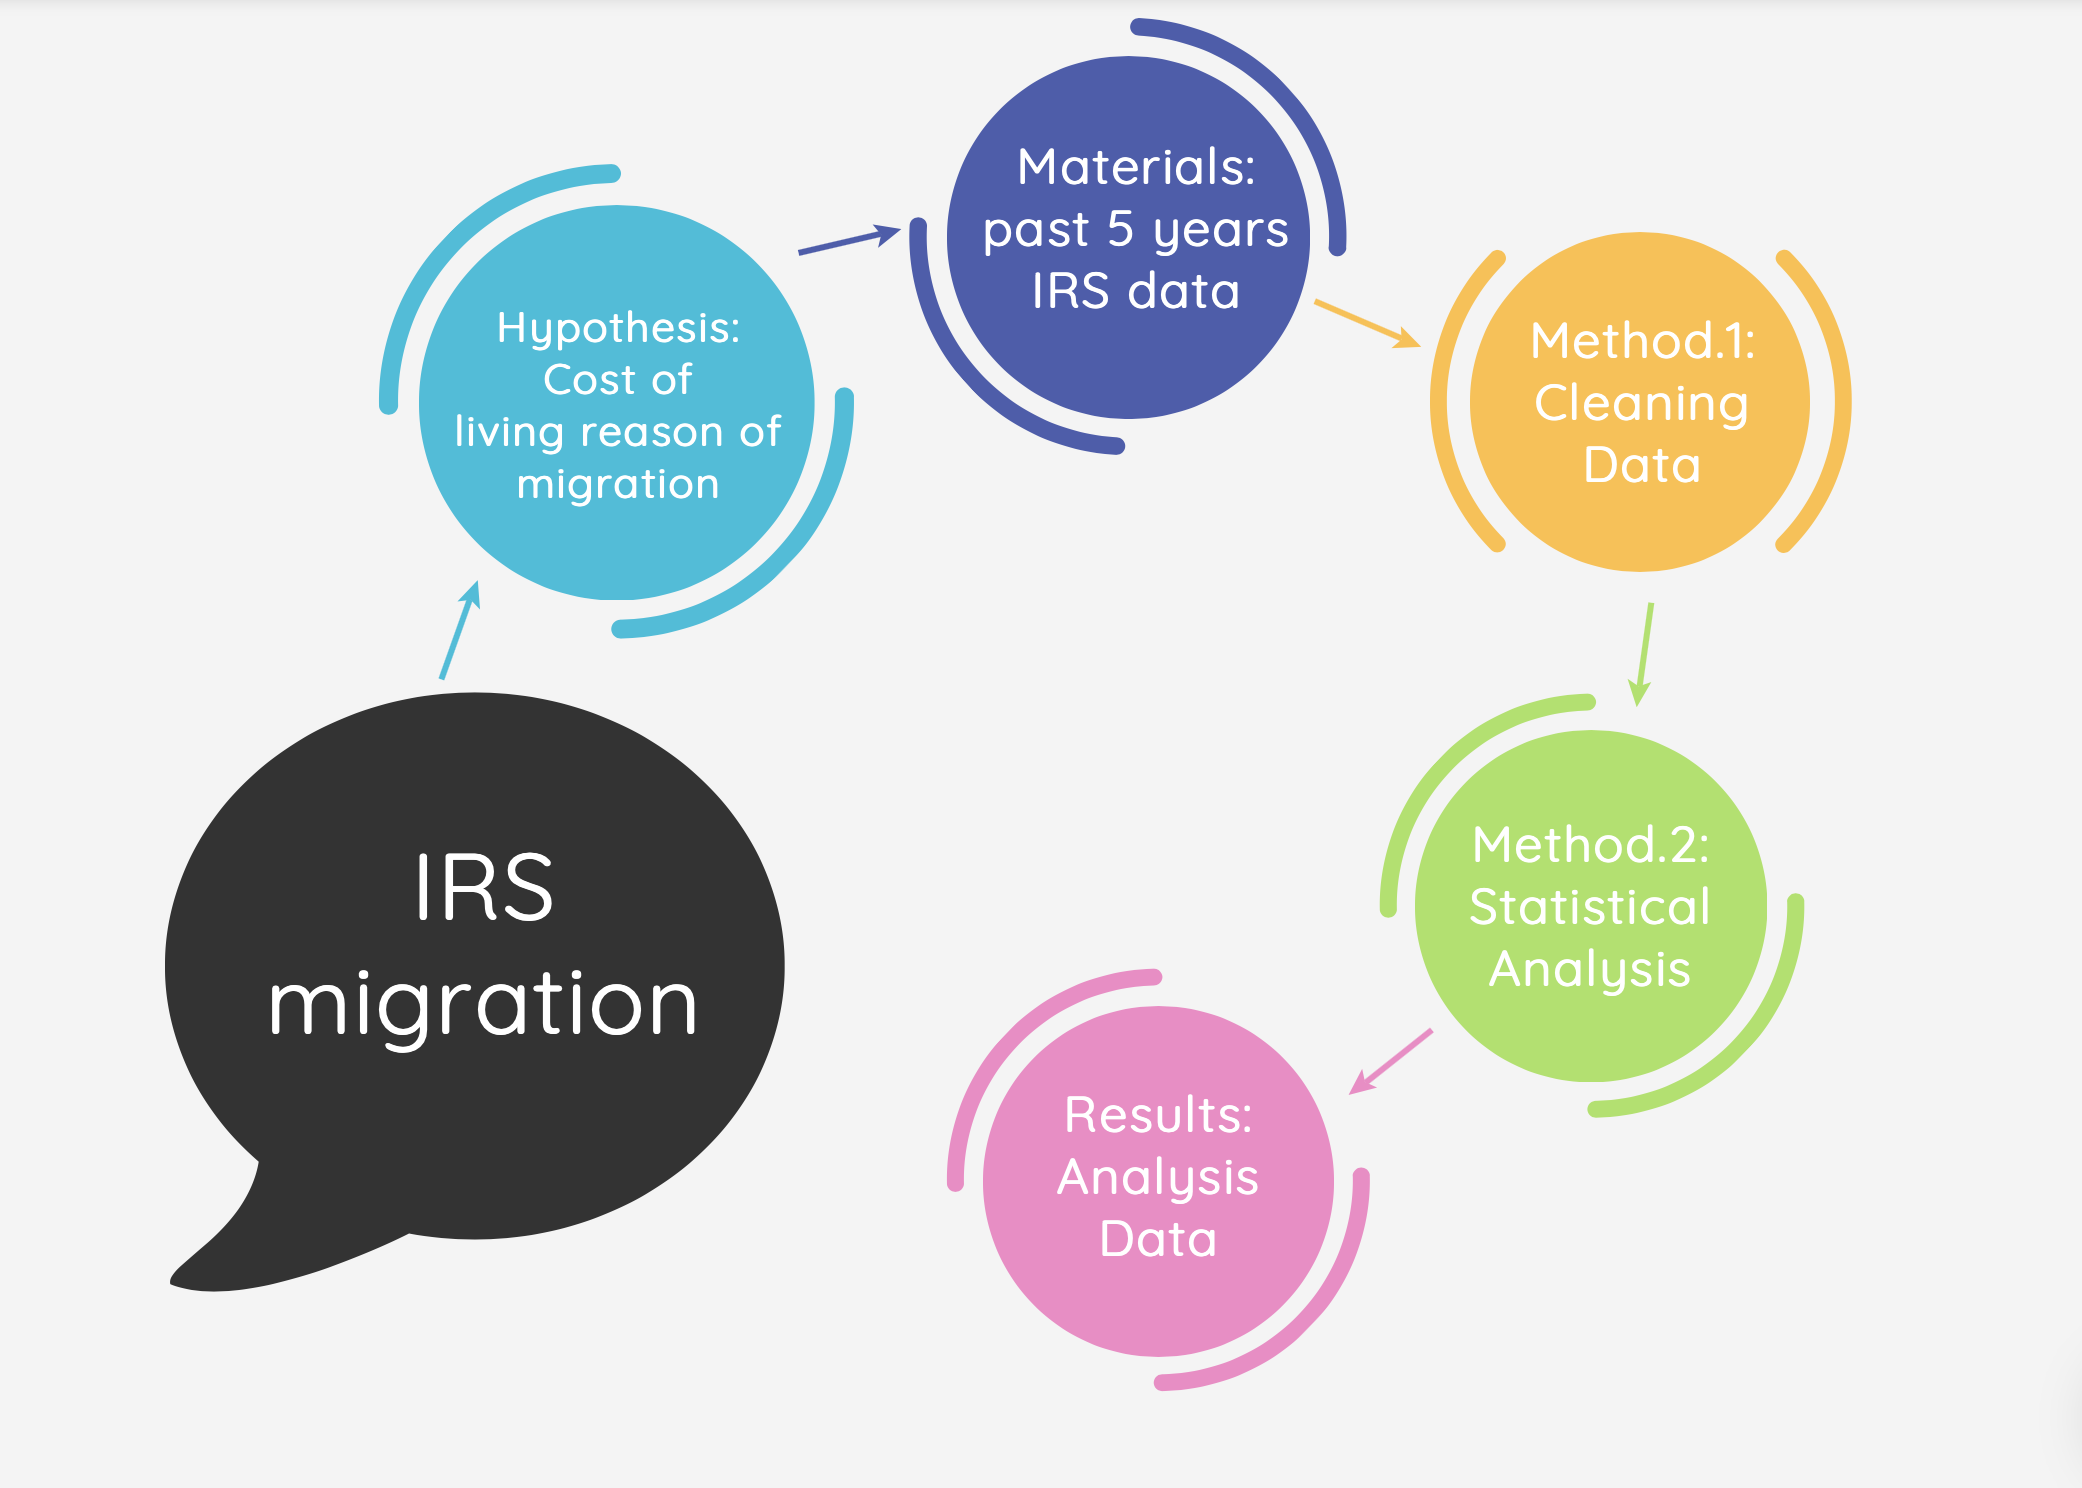 IRS
migration
Hypothesis:
Cost of
living reason of
migration
Materials:
past 5 years
IRS data
Method.1:
Cleaning
Data
Method.2:
Statistical
Analysis
Results:
Analysis
Data